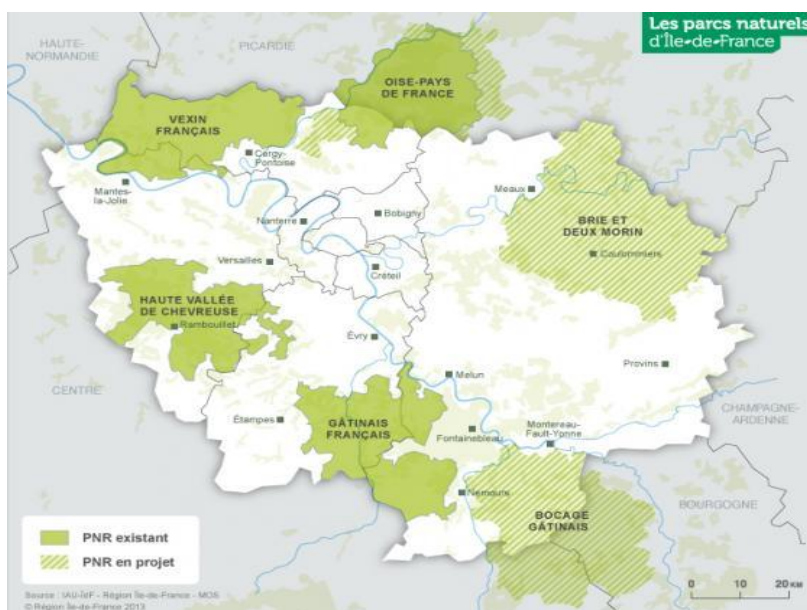 Les parcs naturels
d'Île-de-France
HAUTE-
NORMANDIE
PICARDIE
OISE-PAYS
DE FRANCE
VEXIN
FRANÇAIS
Cergy-
Pontoise
Mantes-
la-Jolie
Meaux
Nanterre
Bobigny
BRIE ET
DEUX MORIN
Coulommiers
Versailles
Créteil
HAUTE VALLÉE
DE CHEVREUSE
Rambouillet
Évry
Provins
Melun
CENTRE
CHAMPAGNE-
ARDENNE
Étampes
GÂTINAIS
FRANÇAIS
Fontainebleau
Montereau-
Fault-Yonne
Nemours
BOCAGE
GÂTINAIS
BOURGOGNE
PNR existant
PNR en projet
0 10 20 KM
Source : IAU-îdF - Région Île-de-France - MOS
© Région Île-de-France 2013